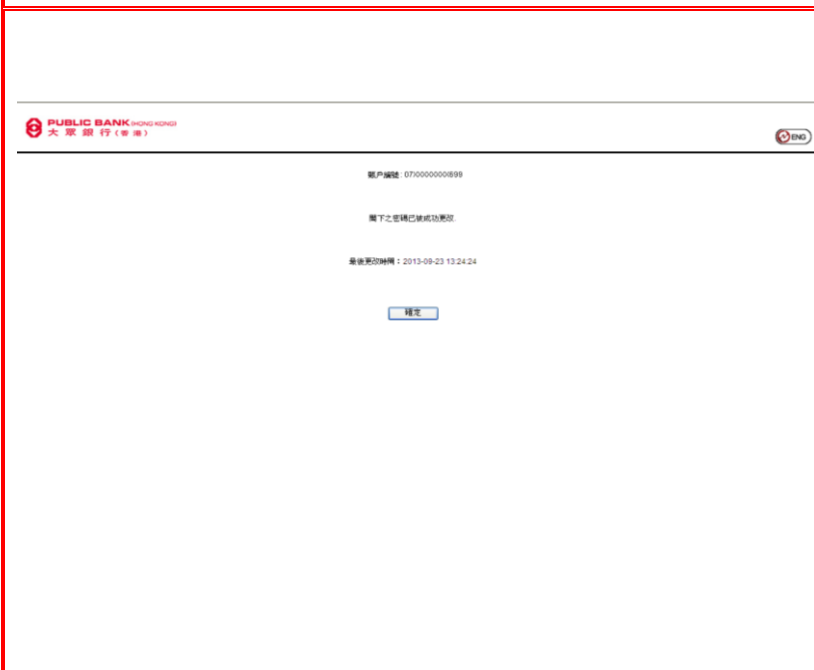 PUBLIC BANK (HONG KONG)
大眾銀行(香港)
ENG
賬戶編號: 07XXXXXXXX899
閣下之密碼已被成功更改.
最後更改時間：2013-09-23 13:24:24
確定